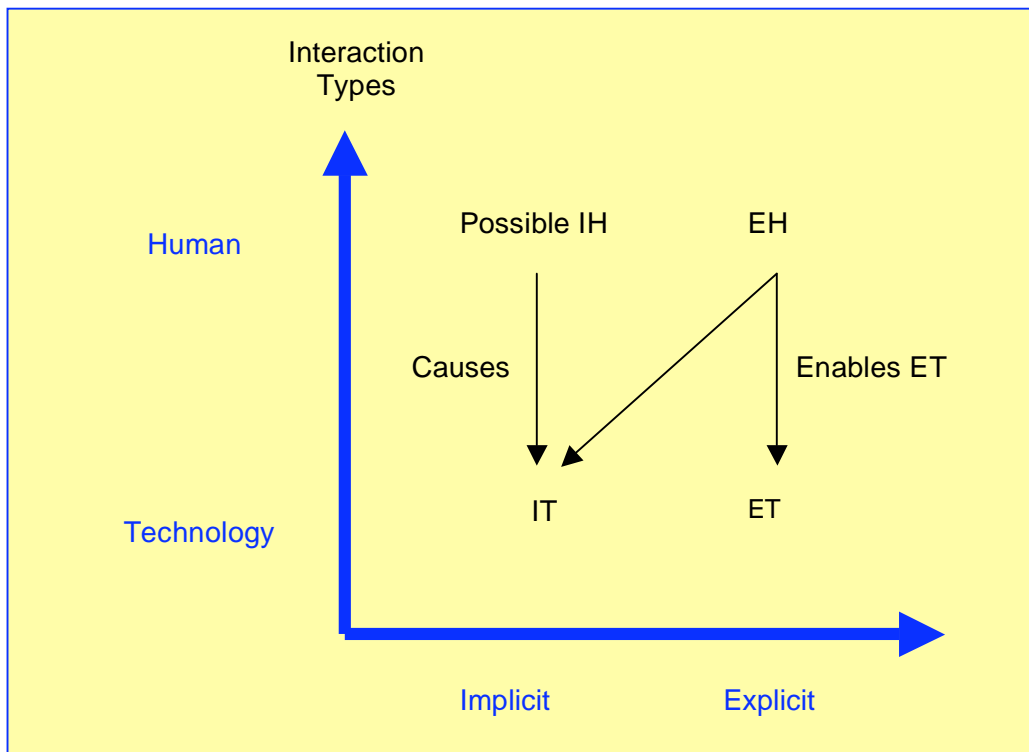 Interaction
Types
Possible IH
EH
Human
Causes
Enables ET
IT
ET
Technology
Implicit
Explicit